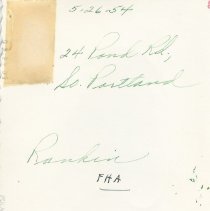 5-26-54
24 Pond Rd,
So. Portland
Rankin
FHA